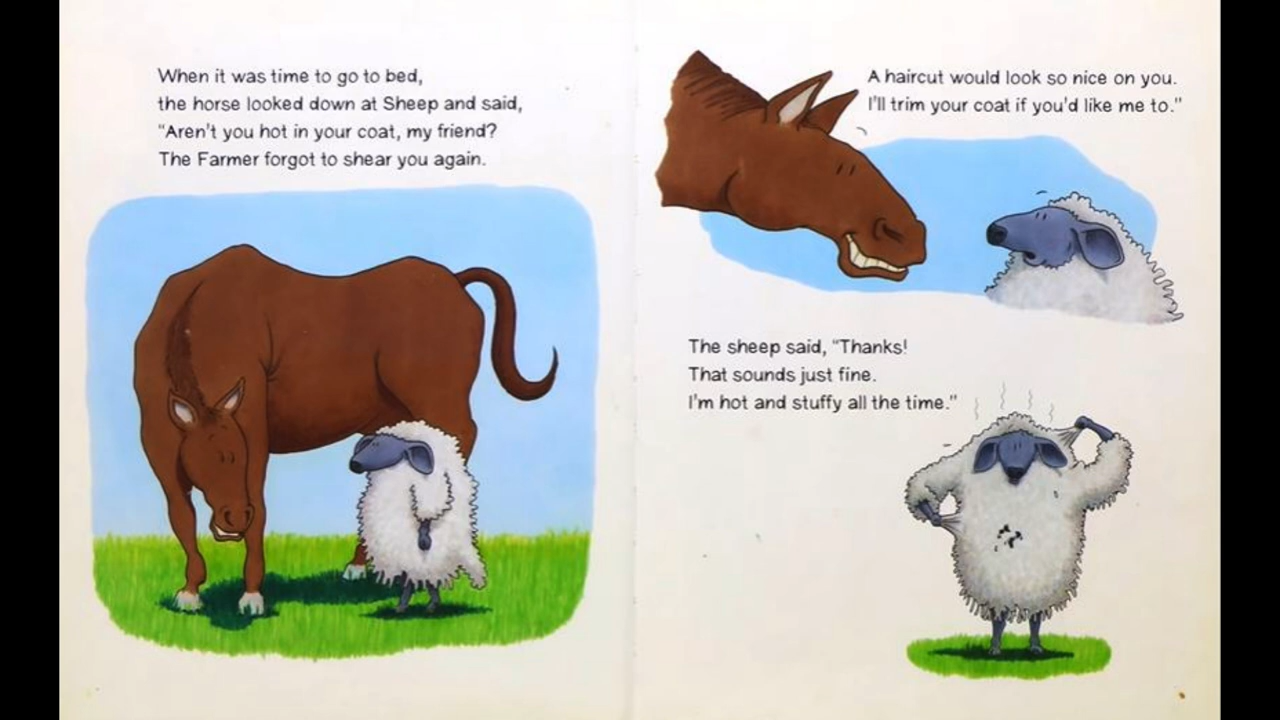 When it was time to go to bed,
the horse looked down at Sheep and said,
"Aren't you hot in your coat, my friend?
The Farmer forgot to shear you again.
A haircut would look so nice on you.
I'll trim your coat if you'd like me to."
The sheep said, "Thanks!
That sounds just fine.
I'm hot and stuffy all the time."